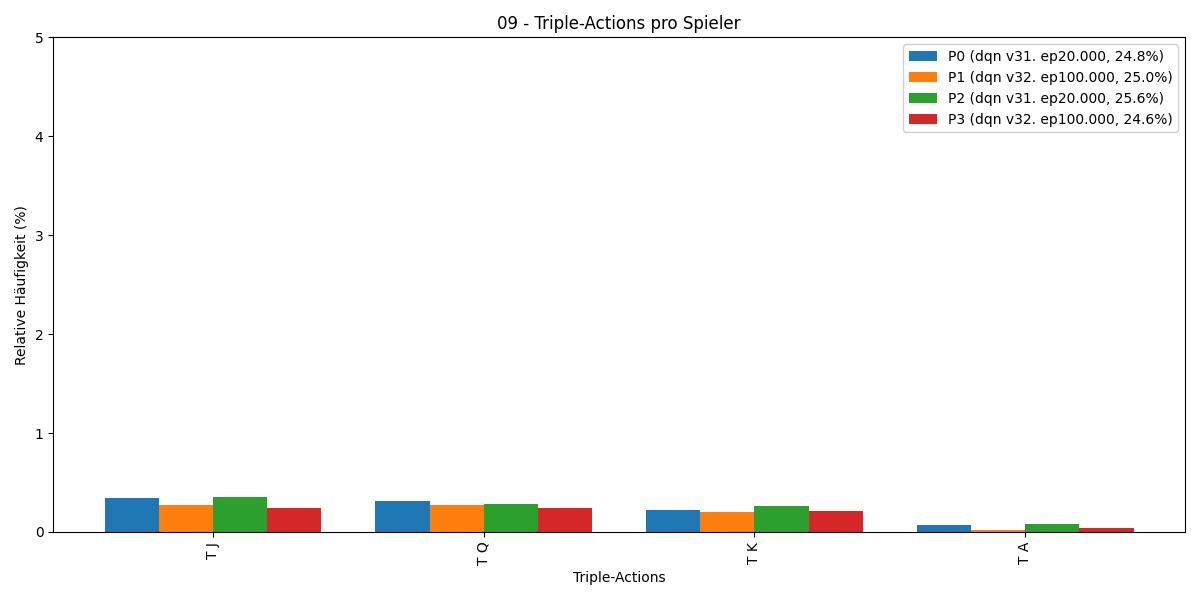 09 - Triple-Actions pro Spieler
P0 (dqn v31. ep20.000, 24.8%)
P1 (dqn v32. ep100.000, 25.0%)
P2 (dqn v31. ep20.000, 25.6%)
P3 (dqn v32. ep100.000, 24.6%)
Relative Häufigkeit (%)
5
4
3
2
1
0
T J
T Q
T K
T A
Triple-Actions